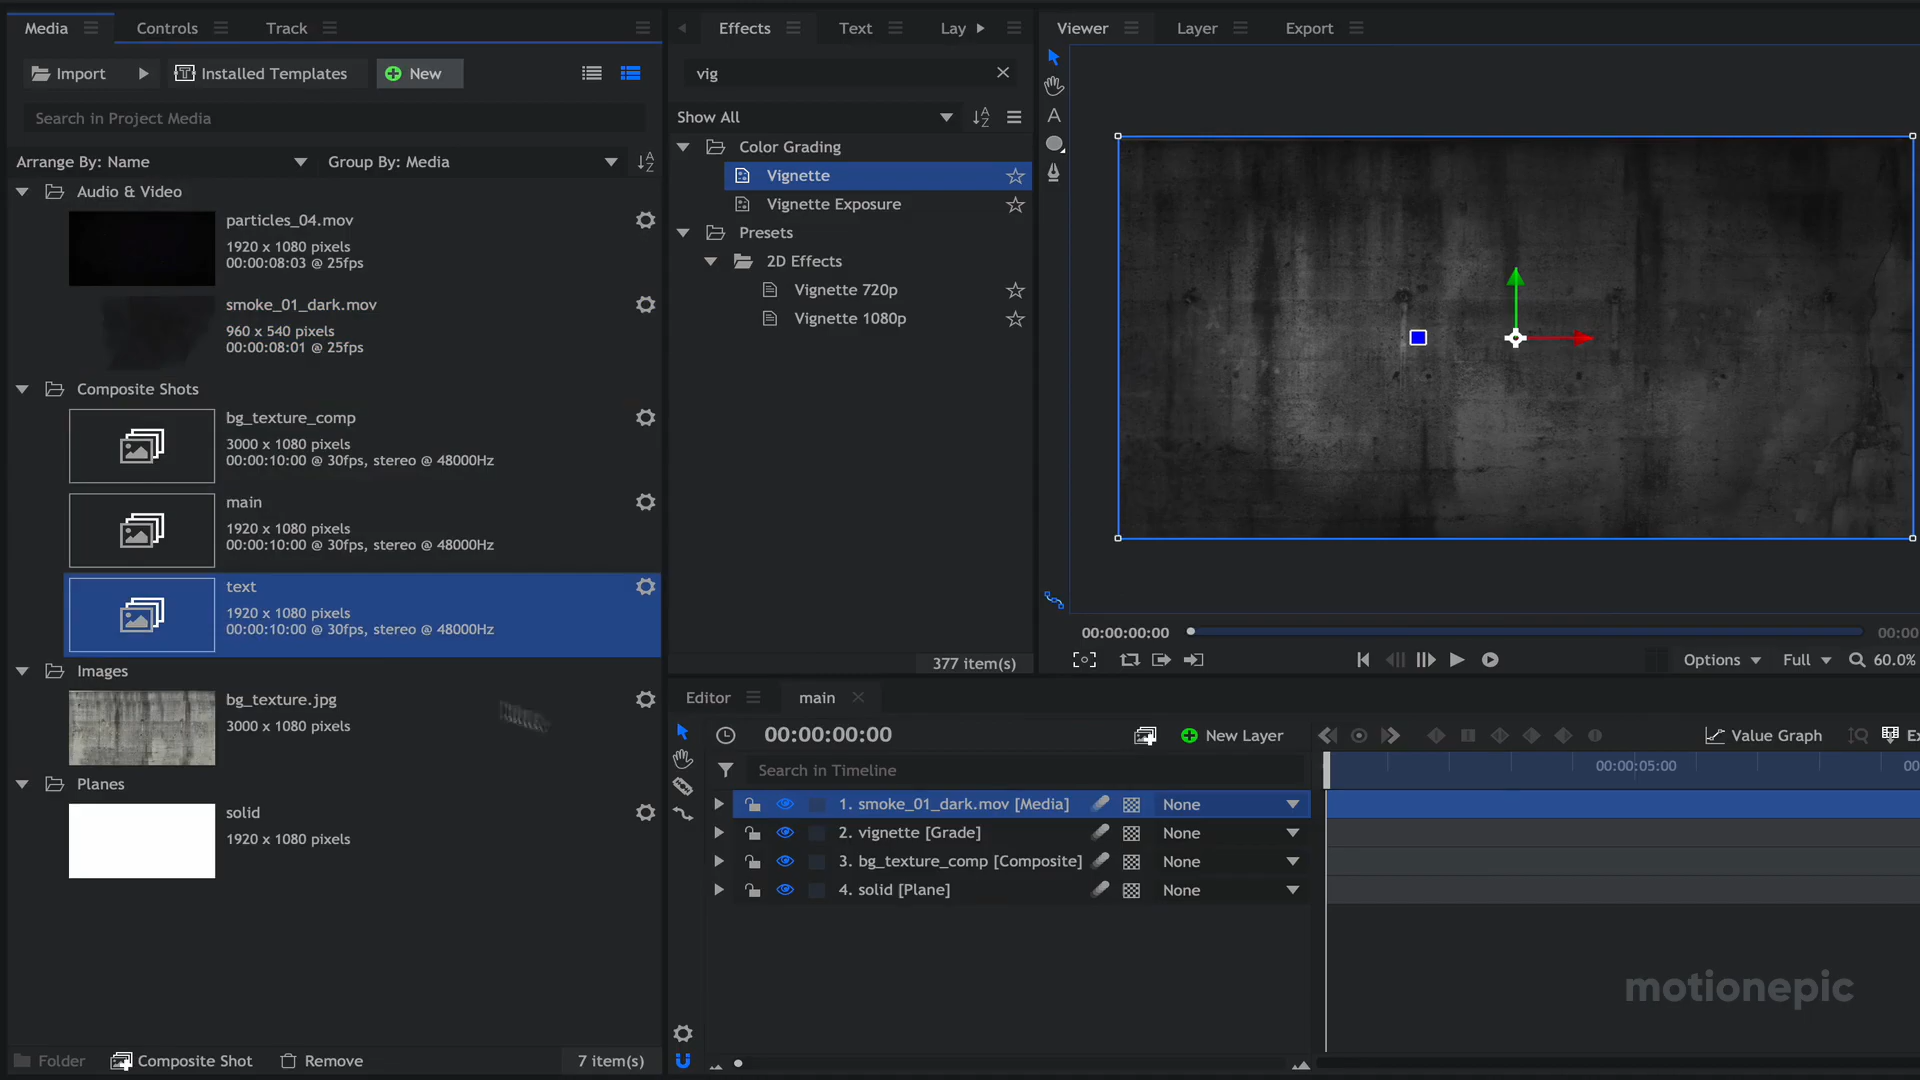 Media
Controls
Track
Import
Installed Templates
New
Search in Project Media
Arrange By: Name
Group By: Media
Audio & Video
particles_04.mov
1920 x 1080 pixels
00:00:08:03 @ 25fps
smoke_01_dark.mov
960 x 540 pixels
00:00:08:01 @ 25fps
Composite Shots
bg_texture_comp
3000 x 1080 pixels
00:00:10:00 @ 30fps, stereo @ 48000Hz
main
1920 x 1080 pixels
00:00:10:00 @ 30fps, stereo @ 48000Hz
text
1920 x 1080 pixels
00:00:10:00 @ 30fps, stereo @ 48000Hz
Images
bg_texture.jpg
3000 x 1080 pixels
Planes
solid
1920 x 1080 pixels
Folder
Composite Shot
Remove
7 item(s)
Effects
Text
Lay
vig
Show All
Color Grading
Vignette
Vignette Exposure
Presets
2D Effects
Vignette 720p
Vignette 1080p
377 item(s)
Viewer
Layer
Export
00:00:00:00
00:00
Options
Full
60.0%
Editor
main
00:00:00:00
New Layer
Value Graph
Ex
Search in Timeline
00:00:05:00
00
1. smoke_01_dark.mov [Media]
None
2. vignette [Grade]
None
3. bg_texture_comp [Composite]
None
4. solid [Plane]
None
motionepic